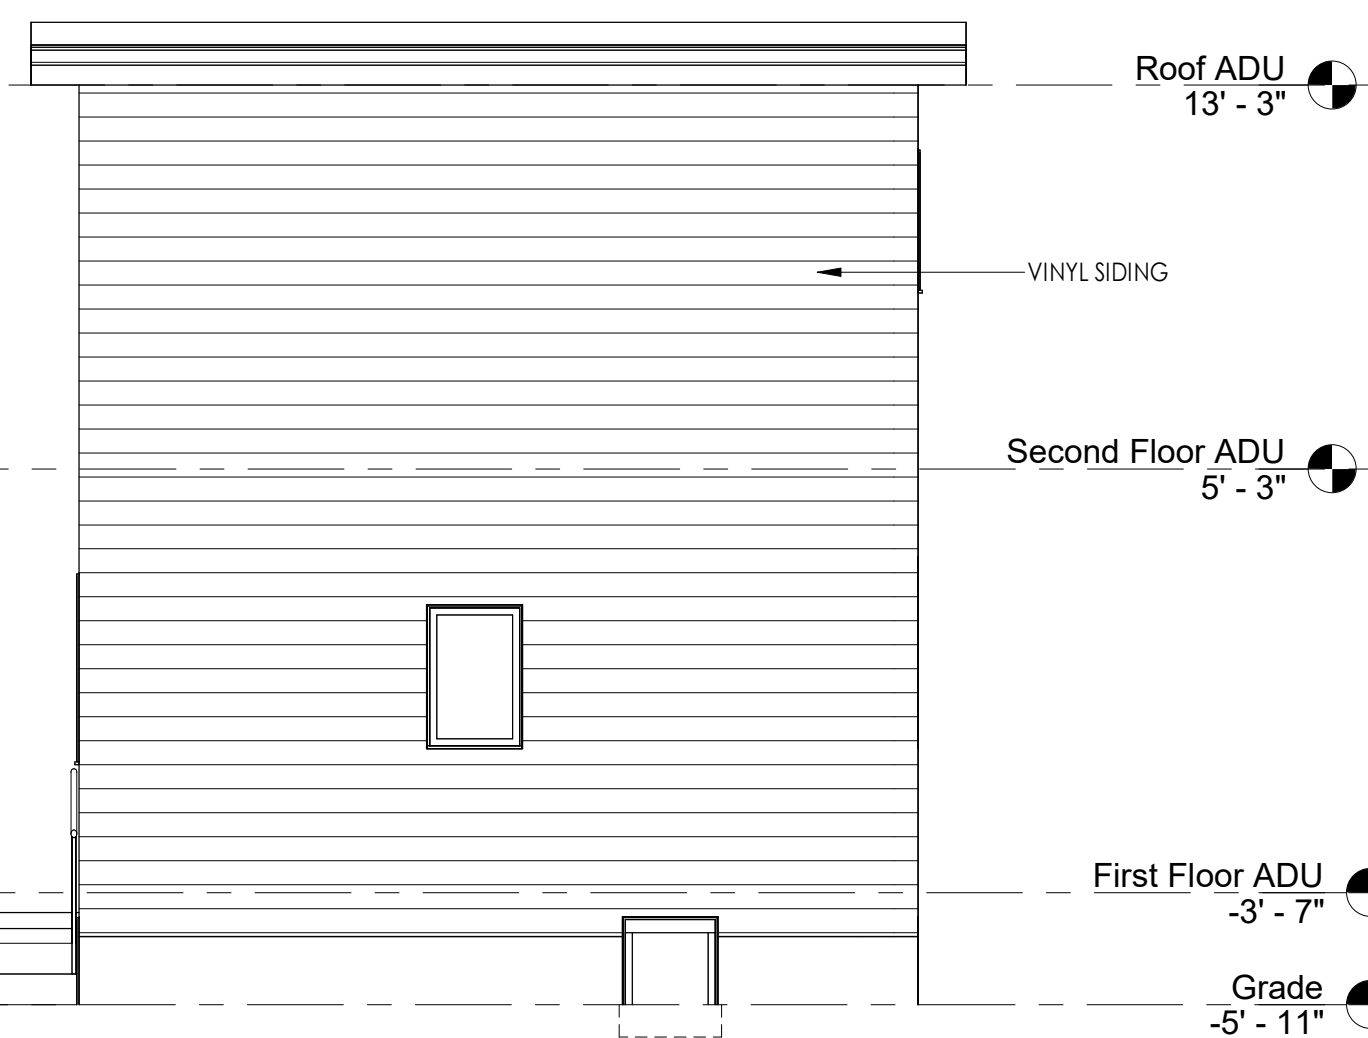 Roof ADU
13' - 3"
VINYL SIDING
Second Floor ADU
5' - 3"
First Floor ADU
-3' - 7"
Grade
-5' - 11"